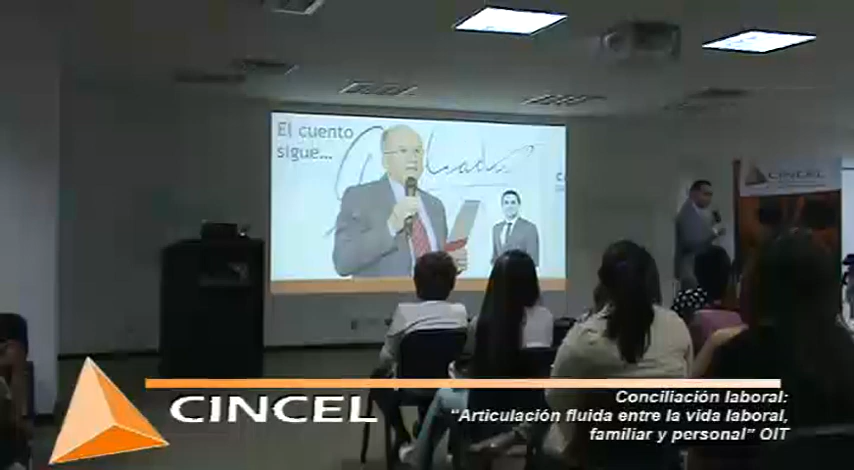 El cuento
sigue...
CINCEL
CINCEL
Conciliación laboral:
"Articulación fluida entre la vida laboral,
familiar y personal" OIT